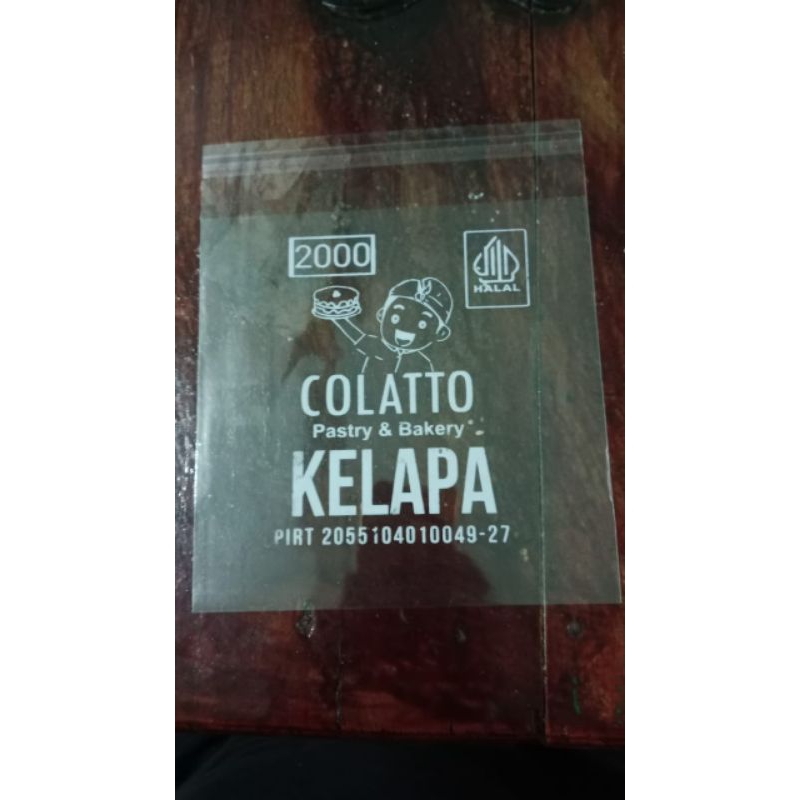 2000
HALAL
COLATTO
Pastry & Bakery
KELAPA
PIRT 2055104010049-27